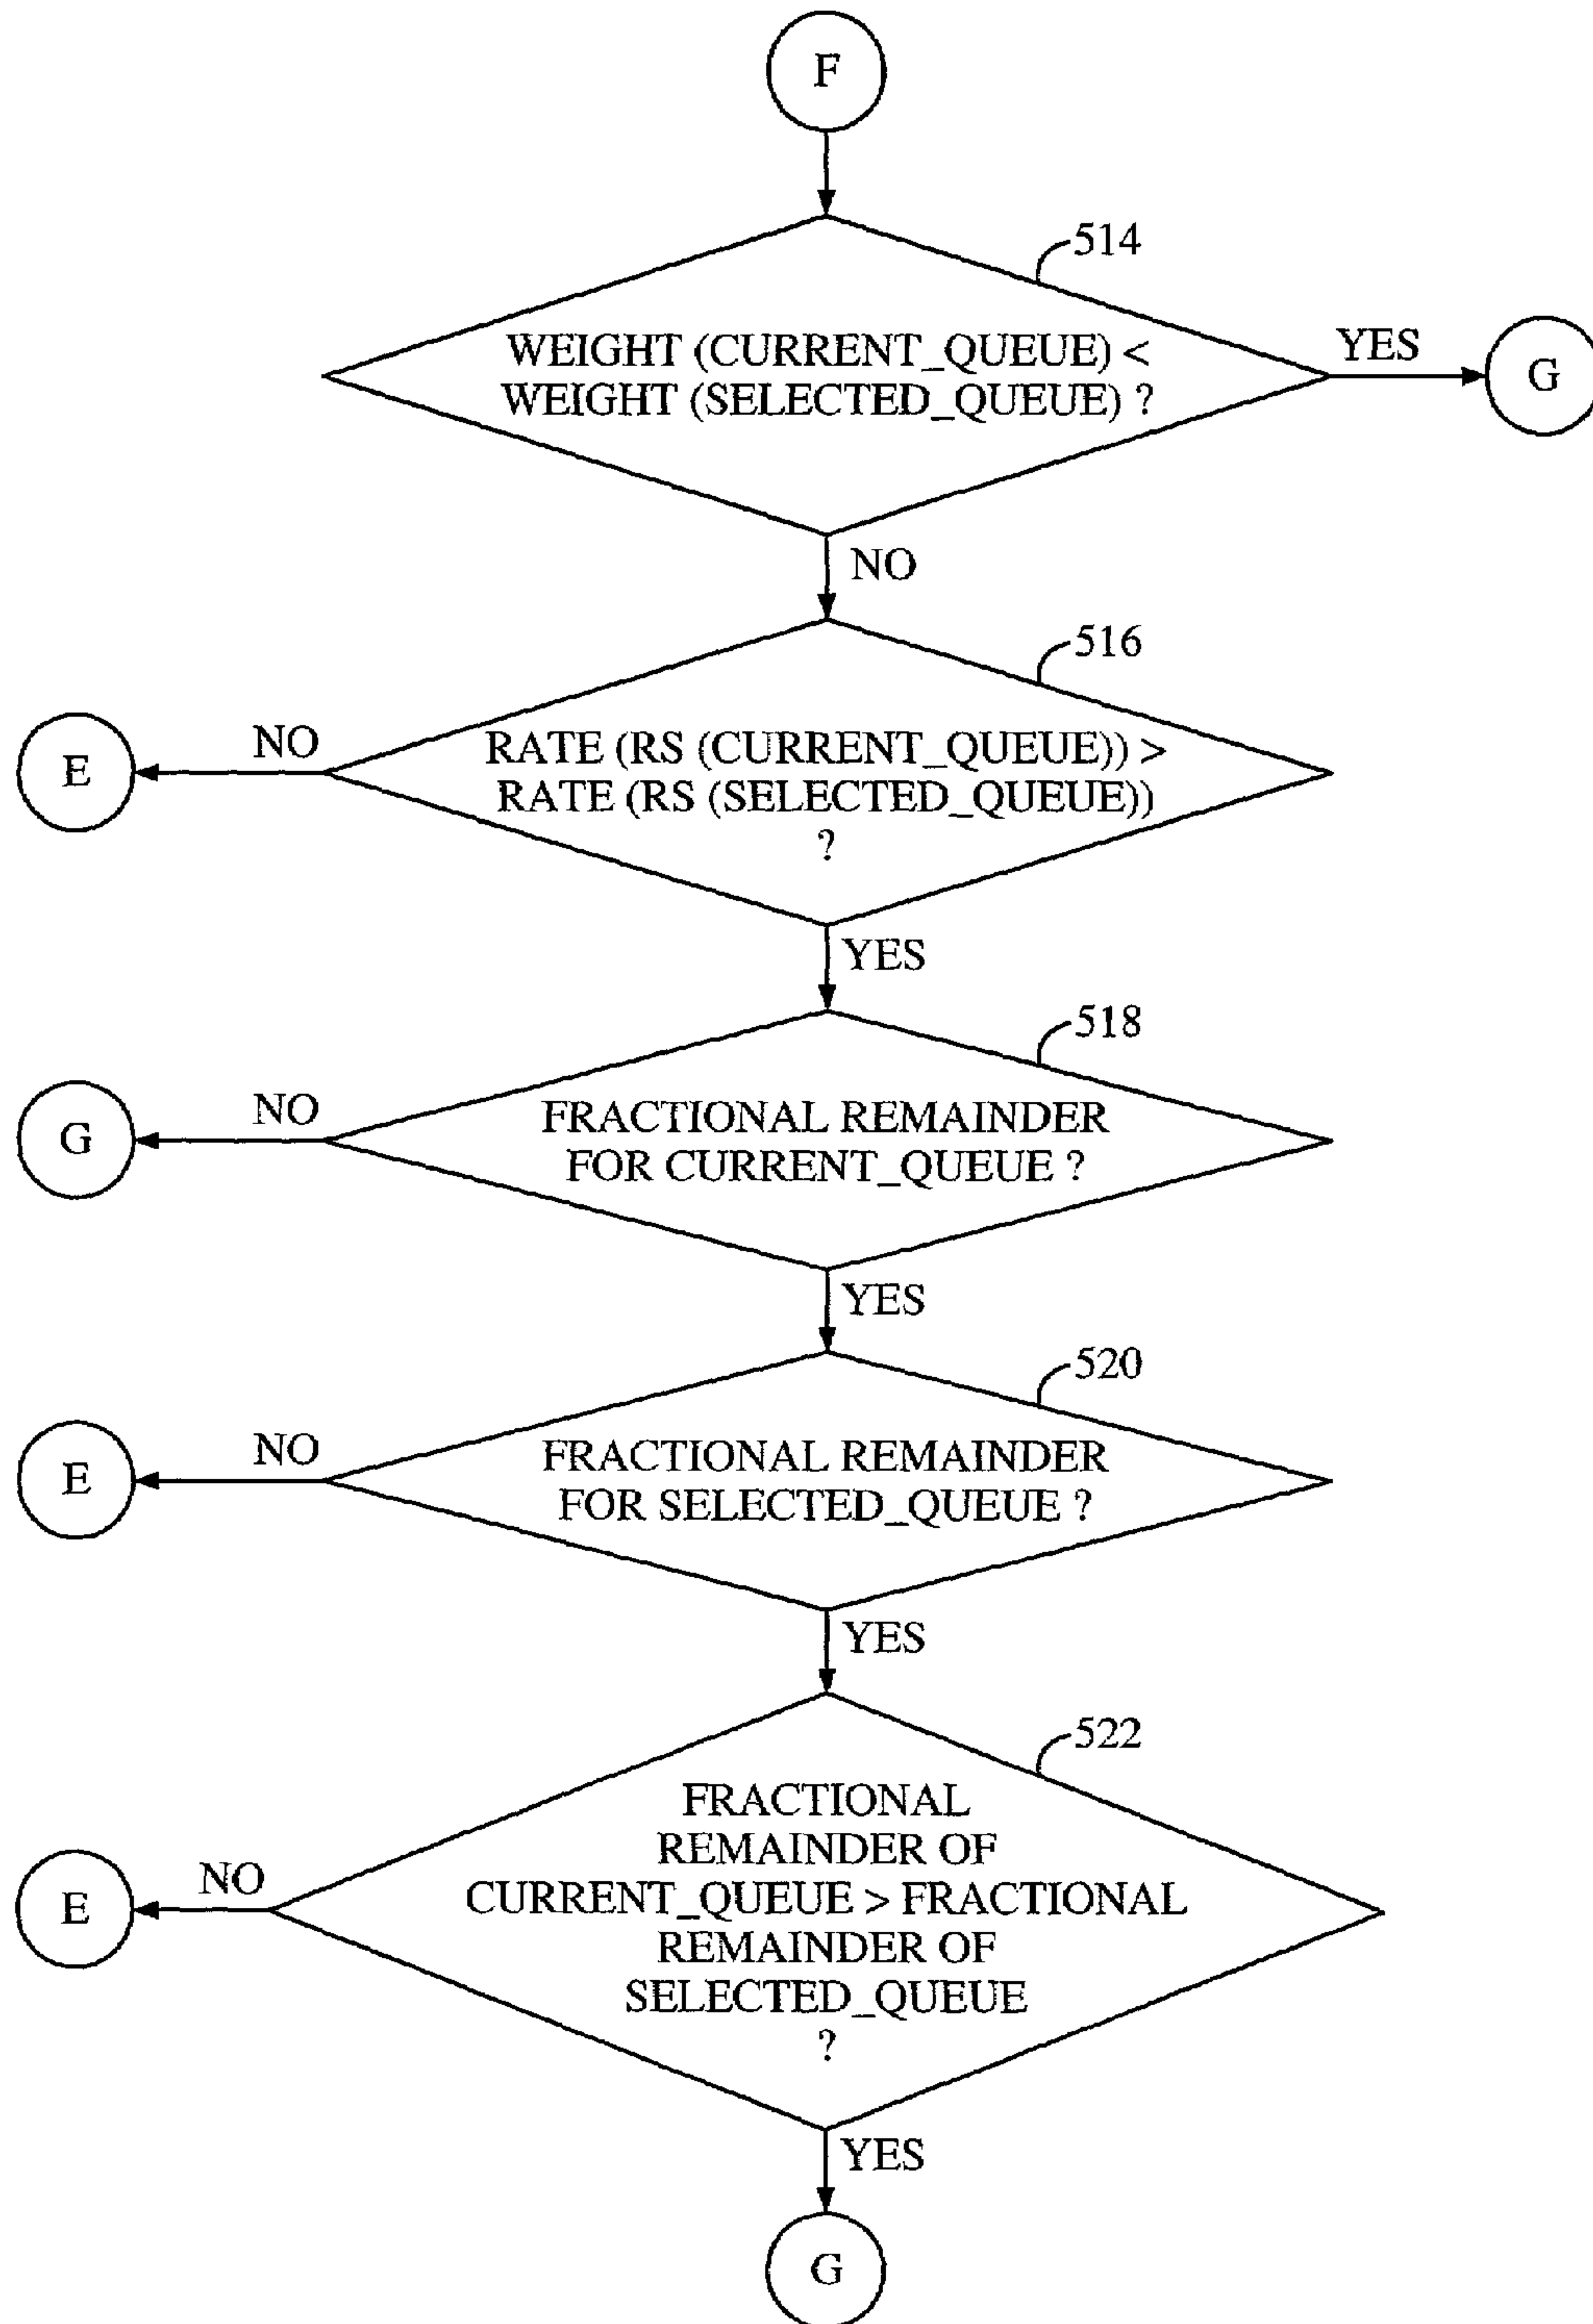 F
514
WEIGHT (CURRENT_QUEUE) <
WEIGHT (SELECTED_QUEUE) ?
YES
G
NO
516
RATE (RS (CURRENT_QUEUE)) >
RATE (RS (SELECTED_QUEUE))
?
NO
E
YES
518
FRACTIONAL REMAINDER
FOR CURRENT_QUEUE ?
NO
G
YES
520
FRACTIONAL REMAINDER
FOR SELECTED_QUEUE ?
NO
E
YES
522
FRACTIONAL
REMAINDER OF
CURRENT_QUEUE > FRACTIONAL
REMAINDER OF
SELECTED_QUEUE
?
NO
E
YES
G